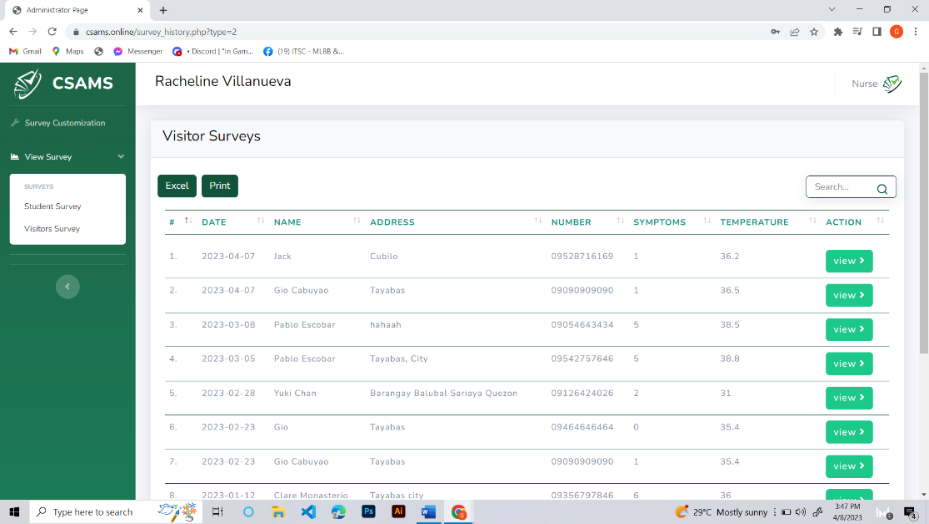 Administrator Page
csams.online/survey_history.php?type=2
Gmail Maps Messenger • Discord | "In Gam... (19) ITSC - MLBB &...
CSAMS
Racheline Villanueva
Nurse
Survey Customization
View Survey
SURVEYS
Student Survey
Visitors Survey
Visitor Surveys
Excel Print
Search...
# DATE NAME ADDRESS NUMBER SYMPTOMS TEMPERATURE ACTION
1. 2023-04-07 Jack Cubilo 09528716169 1 36.2 view
2. 2023-04-07 Gio Cabuyao Tayabas 09090909090 1 36.5 view
3. 2023-03-08 Pablo Escobar hahaah 09054643434 5 38.5 view
4. 2023-03-05 Pablo Escobar Tayabas, City 09542757646 5 38.8 view
5. 2023-02-28 Yuki Chan Barangay Balubal Sariaya Quezon 09126424026 2 31 view
6. 2023-02-23 Gio Tayabas 09464646464 0 35.4 view
7. 2023-02-23 Gio Cabuyao Tayabas 09090909090 1 35.4 view
8. 2023-01-12 Clare Monasterio Tayabas city 09356797846 6 36 view
Type here to search
29°C Mostly sunny
3:47 PM
4/8/2023